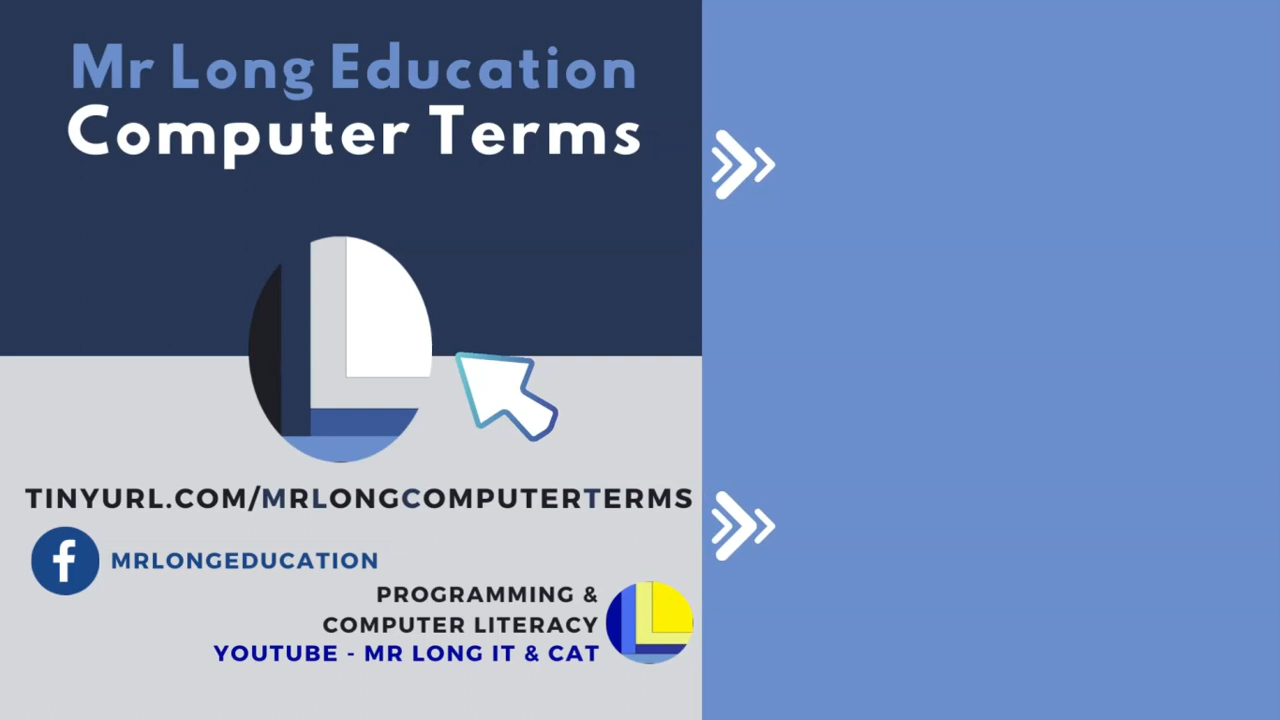 Mr Long Education
Computer Terms
TINYURL.COM/MRLONGCOMPUTERTERMS
MRLONGEDUCATION
PROGRAMMING &
COMPUTER LITERACY
YOUTUBE - MR LONG IT & CAT